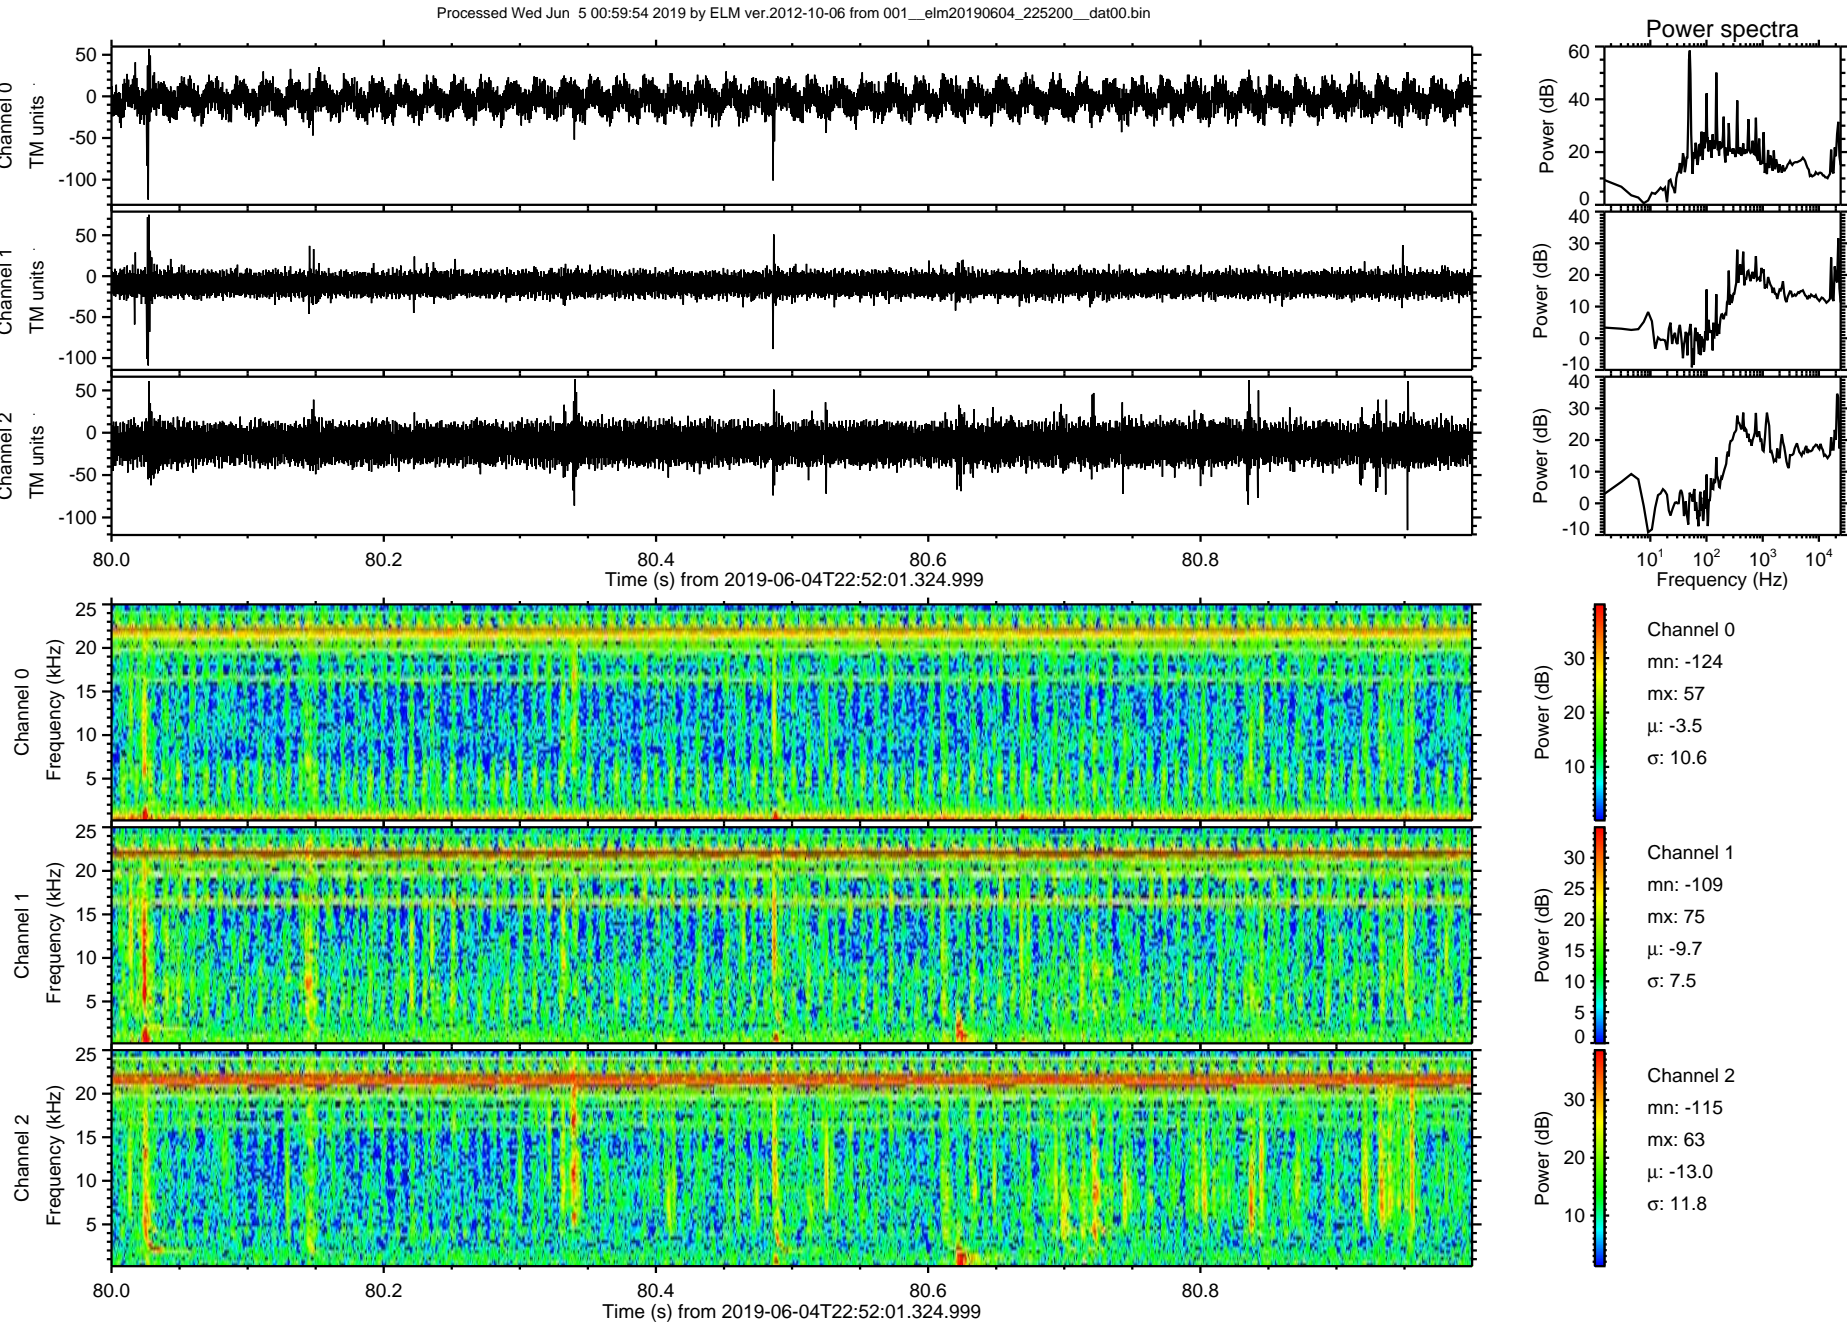 Processed Wed Jun  5 00:59:54 2019 by ELM ver.2012-10-06 from 001__elm20190604_225200__dat00.bin
Power spectra
Channel 0
TM units
50
0
-50
-100
Power (dB)
60
40
20
0
Channel 1
TM units
50
0
-50
-100
Power (dB)
40
30
20
10
0
-10
Channel 2
TM units
50
0
-50
-100
Power (dB)
40
30
20
10
0
-10
80.0 80.2 80.4 80.6 80.8
Time (s) from 2019-06-04T22:52:01.324.999
10¹ 10² 10³ 10⁴
Frequency (Hz)
Channel 0
Frequency (kHz)
25
20
15
10
5
Power (dB)
30
20
10
Channel 0
mn: -124
mx: 57
μ: -3.5
σ: 10.6
Channel 1
Frequency (kHz)
25
20
15
10
5
Power (dB)
30
25
20
15
10
5
0
Channel 1
mn: -109
mx: 75
μ: -9.7
σ: 7.5
Channel 2
Frequency (kHz)
25
20
15
10
5
Power (dB)
30
20
10
Channel 2
mn: -115
mx: 63
μ: -13.0
σ: 11.8
80.0 80.2 80.4 80.6 80.8
Time (s) from 2019-06-04T22:52:01.324.999